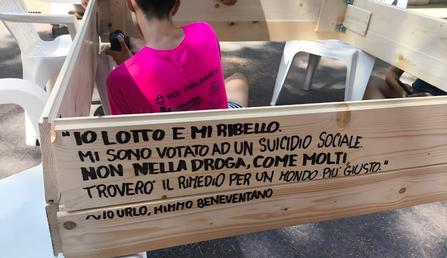 "IO LOTTO E MI RIBELLO.
MI SONO VOTATO AD UN SUICIDIO SOCIALE.
NON NELLA DROGA, COME MOLTI,
TROVERÒ IL RIMEDIO PER UN MONDO PIU' GIUSTO."
IO URLO, MIMMO BENEVENTANO